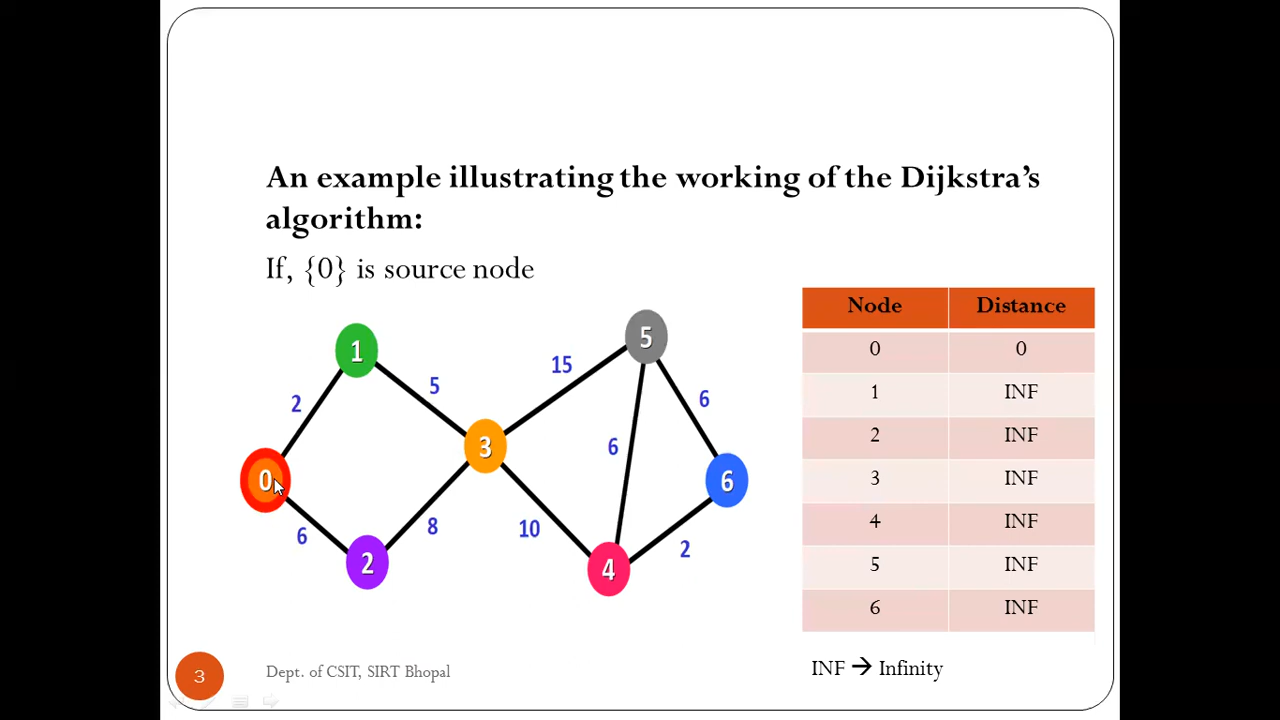 An example illustrating the working of the Dijkstra's
algorithm:
If, {0} is source node
Node Distance
0 0
1 INF
2 INF
3 INF
4 INF
5 INF
6 INF
INF → Infinity
1
5
15
5
2
6
3
6
0
6
6
8
10
2
2
4
3
Dept. of CSIT, SIRT Bhopal